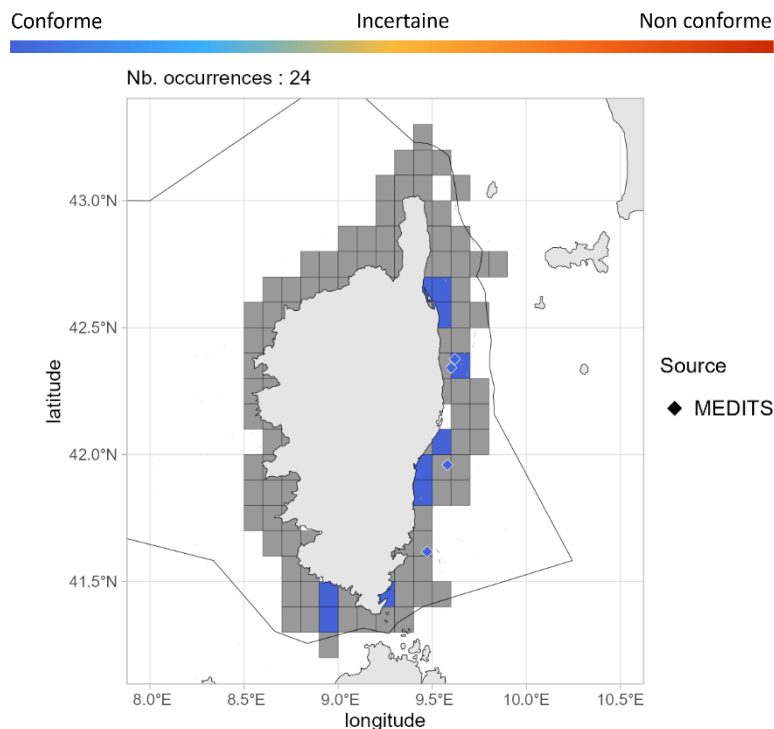 Conforme Incertaine Non conforme
Nb. occurrences : 24
43.0°N
42.5°N
42.0°N
41.5°N
latitude
8.0°E 8.5°E 9.0°E 9.5°E 10.0°E 10.5°E
longitude
Source
MEDITS